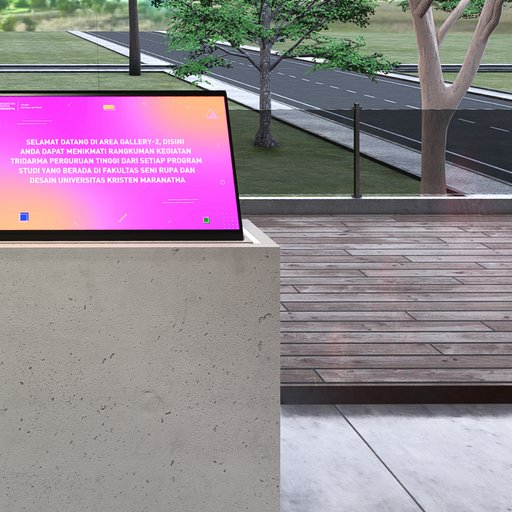 SELAMAT DATANG DI AREA GALLERY-2, DISINI
ANDA DAPAT MENIKMATI RANGKUMAN KEGIATAN
TRIDARMA PERGURUAN TINGGI DARI SETIAP PROGRAM
STUDI YANG BERADA DI FAKULTAS SENI RUPA DAN
DESAIN UNIVERSITAS KRISTEN MARANATHA